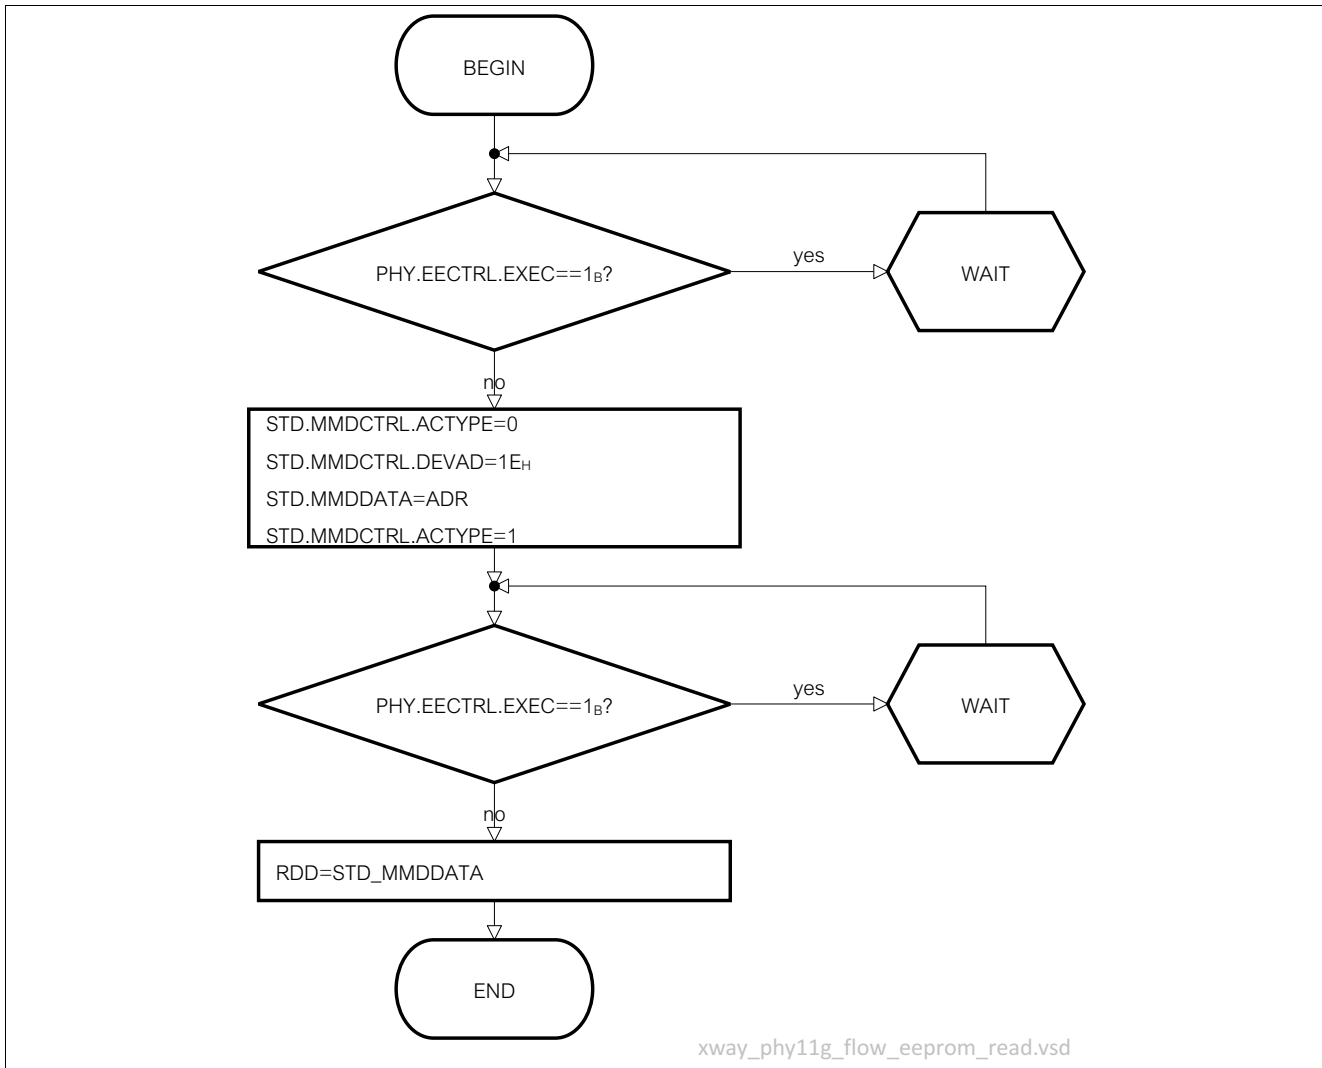 BEGIN
PHY.EECTRL.EXEC==1B?
yes
WAIT
no
STD.MMDCTRL.ACTYPE=0
STD.MMDCTRL.DEVAD=1EH
STD.MMDDATA=ADR
STD.MMDCTRL.ACTYPE=1
PHY.EECTRL.EXEC==1B?
yes
WAIT
no
RDD=STD_MMDDATA
END
xway_phy11g_flow_eeprom_read.vsd